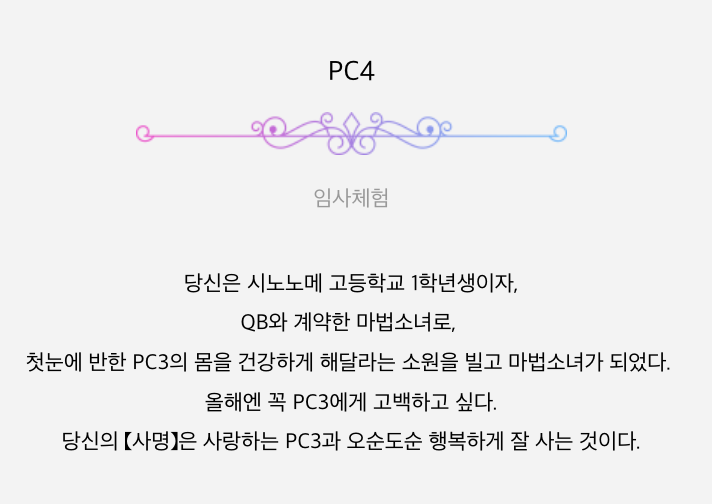 PC4
임사체험
당신은 시노노메 고등학교 1학년생이자,
QB와 계약한 마법소녀로,
첫눈에 반한 PC3의 몸을 건강하게 해달라는 소원을 빌고 마법소녀가 되었다.
올해엔 꼭 PC3에게 고백하고 싶다.
당신의【사명】은 사랑하는 PC3과 오순도순 행복하게 잘 사는 것이다.